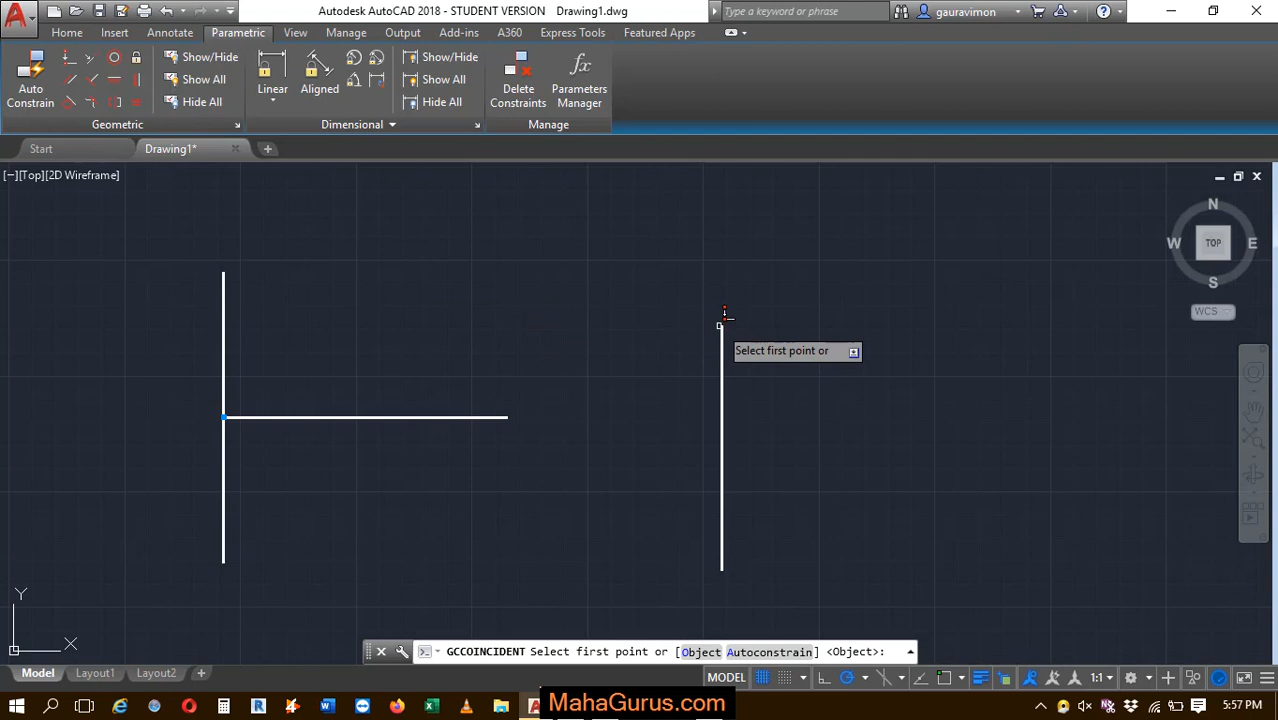 Autodesk AutoCAD 2018 - STUDENT VERSION Drawing1.dwg
Type a keyword or phrase
gauravimon
Home Insert Annotate Parametric View Manage Output Add-ins A360 Express Tools Featured Apps
Auto
Constrain
Show/Hide
Show All
Hide All
Linear
Aligned
Show/Hide
Show All
Hide All
Delete
Constraints
fx
Parameters
Manager
Geometric
Dimensional
Manage
Start
Drawing1*
[−][Top][2D Wireframe]
N
W
TOP
E
S
WCS
Select first point or
Y
X
GCCOINCIDENT Select first point or [Object Autoconstrain] <Object>:
Model Layout1 Layout2
MODEL
1:1
MahaGurus.com
5:57 PM